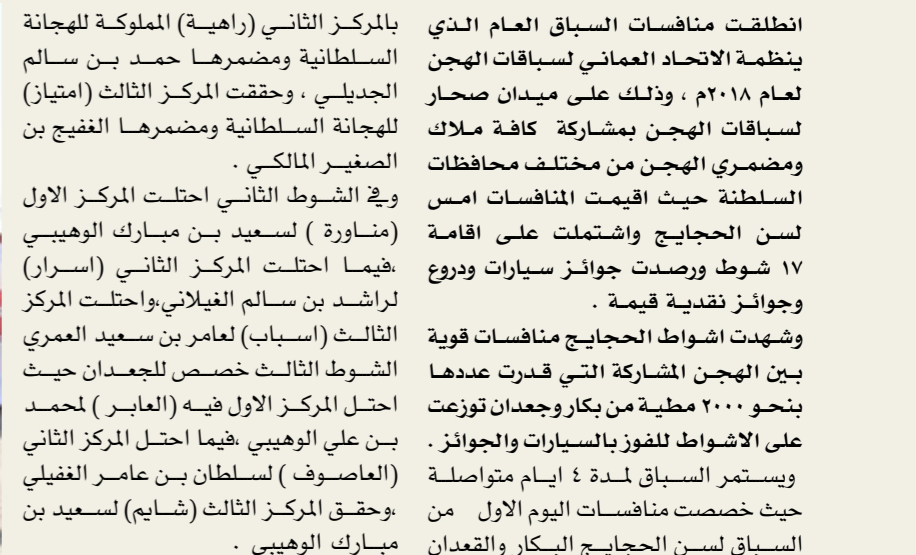 انطلقت منافسات السباق العام الذي
ينظمة الاتحاد العماني لسباقات الهجن
لعام ٢٠١٨م ، وذلك على ميدان صحار
لسباقات الهجن بمشاركة كافة ملاك
ومضمري الهجن من مختلف محافظات
السلطنة حيث اقيمت المنافسات امس
لسن الحجايج واشتملت على اقامة
١٧ شوط ورصدت جوائز سيارات ودروع
وجوائز نقدية قيمة .
وشهدت اشواط الحجايج منافسات قوية
بين الهجن المشاركة التي قدرت عددها
بنحو ٢٠٠٠ مطية من بكار وجعدان توزعت
على الاشواط للفوز بالسيارات والجوائز .
ويستمر السباق لمدة ٤ ايام متواصلة
حيث خصصت منافسات اليوم الاول من
السباق لسن الحجايج البكار والقعدان
بالمركز الثاني (راهية) المملوكة للهجانة
السلطانية ومضمرها حمد بن سالم
الجديلي ، وحققت المركز الثالث (امتياز)
للهجانة السلطانية ومضمرها الغفيج بن
الصغير المالكي .
وفي الشوط الثاني احتلت المركز الاول
(مناورة ) لسعيد بن مبارك الوهيبي
،فيما احتلت المركز الثاني (اسرار)
لراشد بن سالم الغيلاني،واحتلت المركز
الثالث (اسباب) لعامر بن سعيد العمري
الشوط الثالث خصص للجعدان حيث
احتل المركز الاول فيه (العابر ) لمحمد
بن علي الوهيبي ،فيما احتل المركز الثاني
(العاصوف ) لسلطان بن عامر الغفيلي
،وحقق المركز الثالث (شايم) لسعيد بن
مبارك الوهيبي .